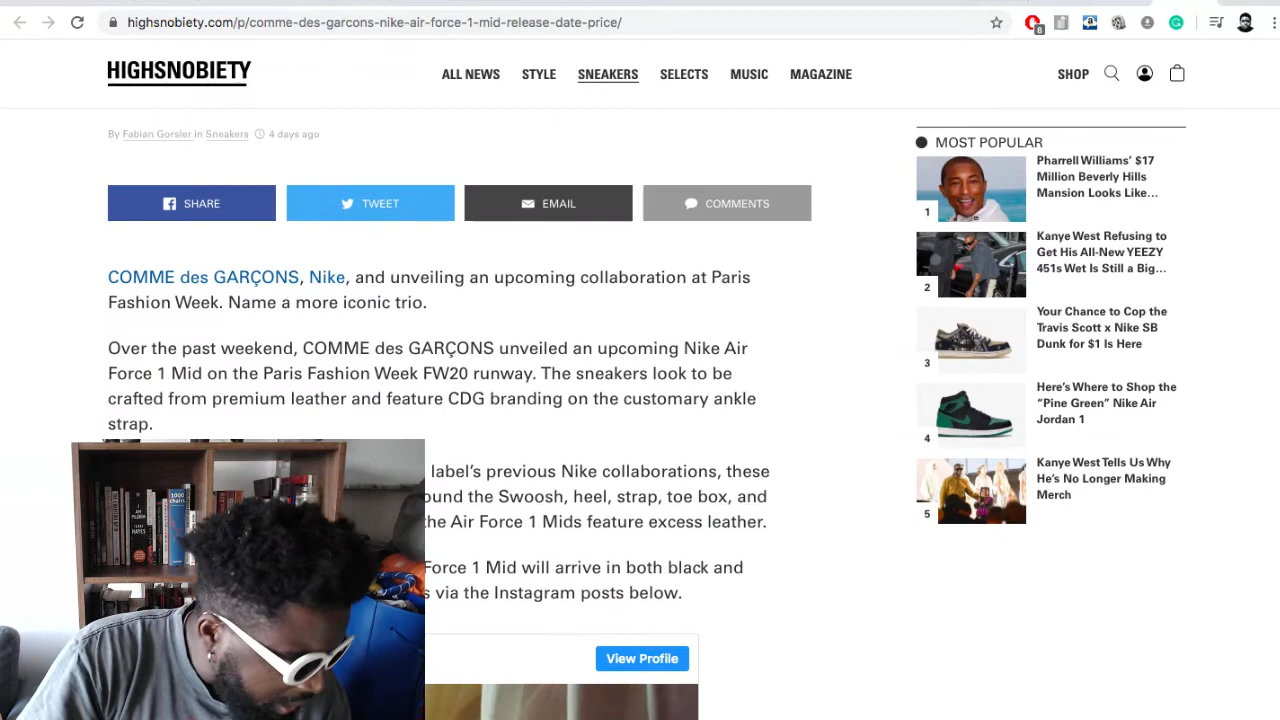 highsnobiety.com/p/comme-des-garcons-nike-air-force-1-mid-release-date-price/
8
HIGHSNOBIETY
ALL NEWS
STYLE
SNEAKERS
SELECTS
MUSIC
MAGAZINE
SHOP
By Fabian Gorsler in Sneakers 4 days ago
SHARE
TWEET
EMAIL
COMMENTS
COMME des GARÇONS, Nike, and unveiling an upcoming collaboration at Paris
Fashion Week. Name a more iconic trio.
Over the past weekend, COMME des GARÇONS unveiled an upcoming Nike Air
Force 1 Mid on the Paris Fashion Week FW20 runway. The sneakers look to be
crafted from premium leather and feature CDG branding on the customary ankle
strap.
label's previous Nike collaborations, these
ound the Swoosh, heel, strap, toe box, and
the Air Force 1 Mids feature excess leather.
Force 1 Mid will arrive in both black and
s via the Instagram posts below.
View Profile
MOST POPULAR
1
Pharrell Williams' $17
Million Beverly Hills
Mansion Looks Like...
2
Kanye West Refusing to
Get His All-New YEEZY
451s Wet Is Still a Big...
3
Your Chance to Cop the
Travis Scott x Nike SB
Dunk for $1 Is Here
4
Here's Where to Shop the
“Pine Green” Nike Air
Jordan 1
5
Kanye West Tells Us Why
He's No Longer Making
Merch
I AM
PILGRIM
TERRY
HAYES
1000
chairs